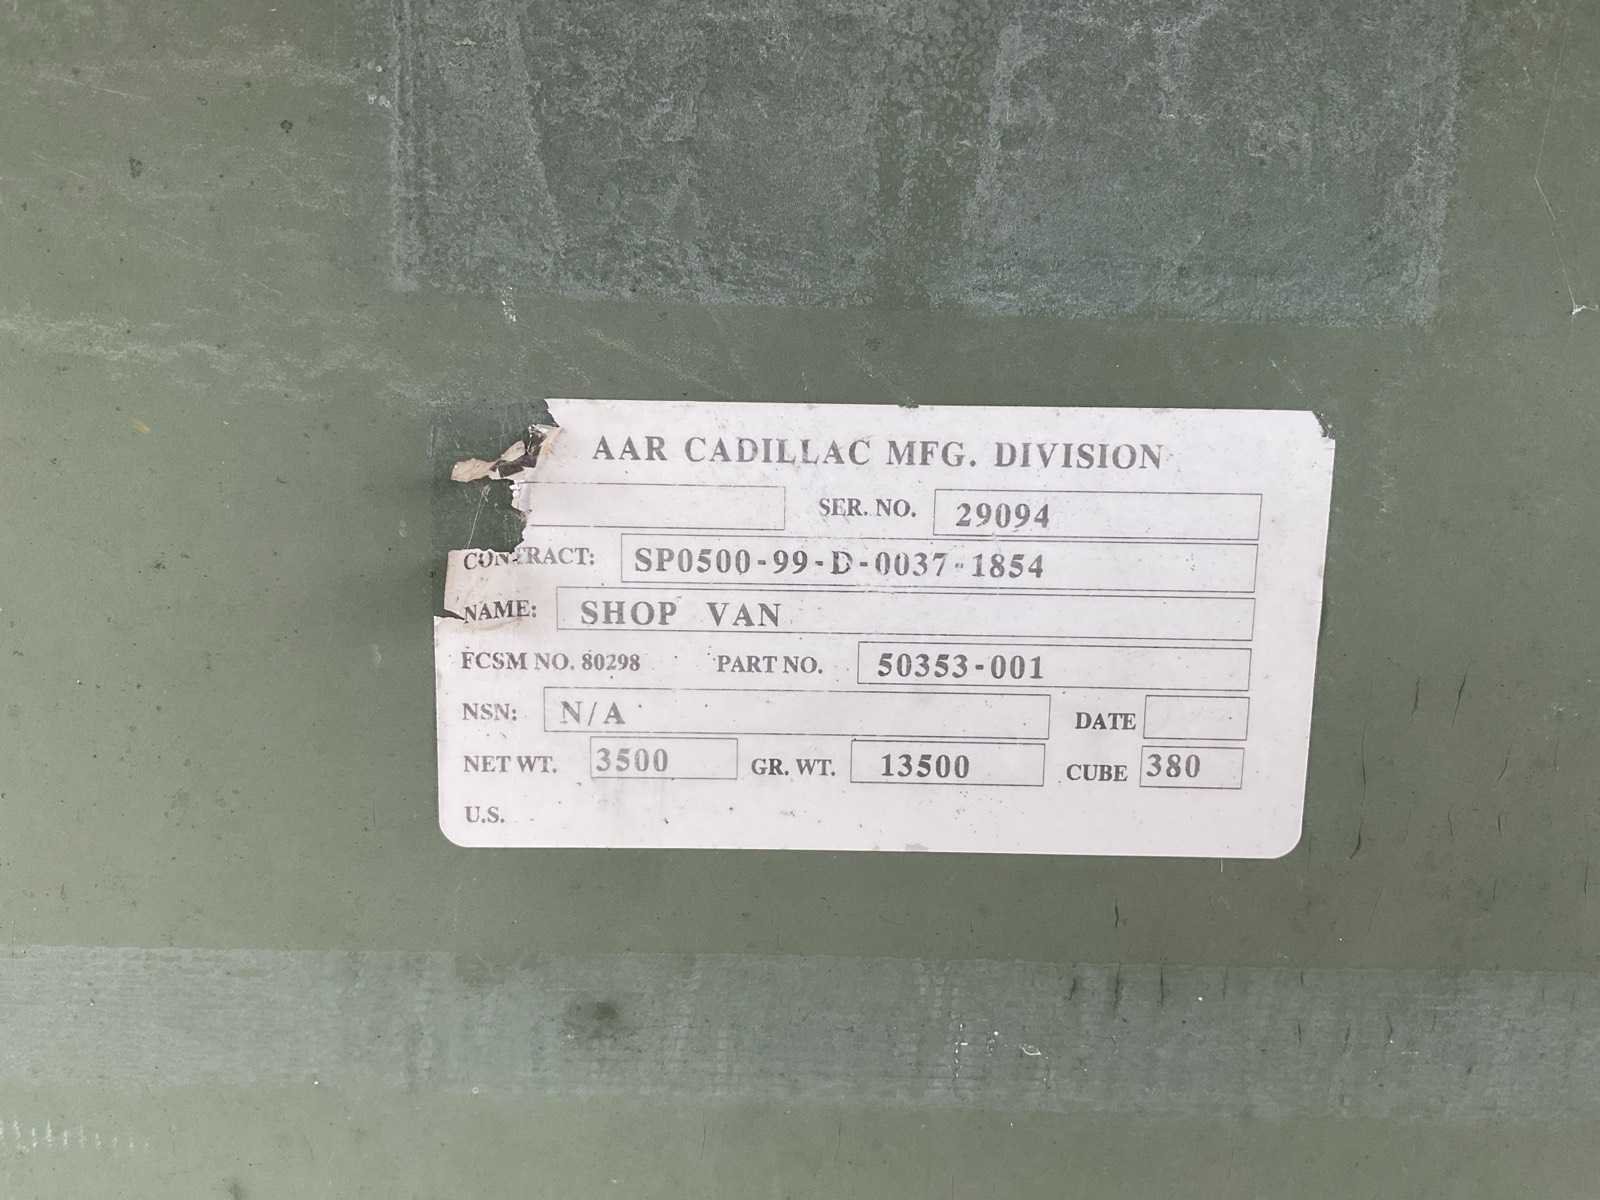 AAR CADILLAC MFG. DIVISION
SER. NO. 29094
CONTRACT: SP0500-99-D-0037-1854
NAME: SHOP VAN
FCSM NO. 80298 PART NO. 50353-001
NSN: N/A DATE
NET WT. 3500 GR. WT. 13500 CUBE 380
U.S.